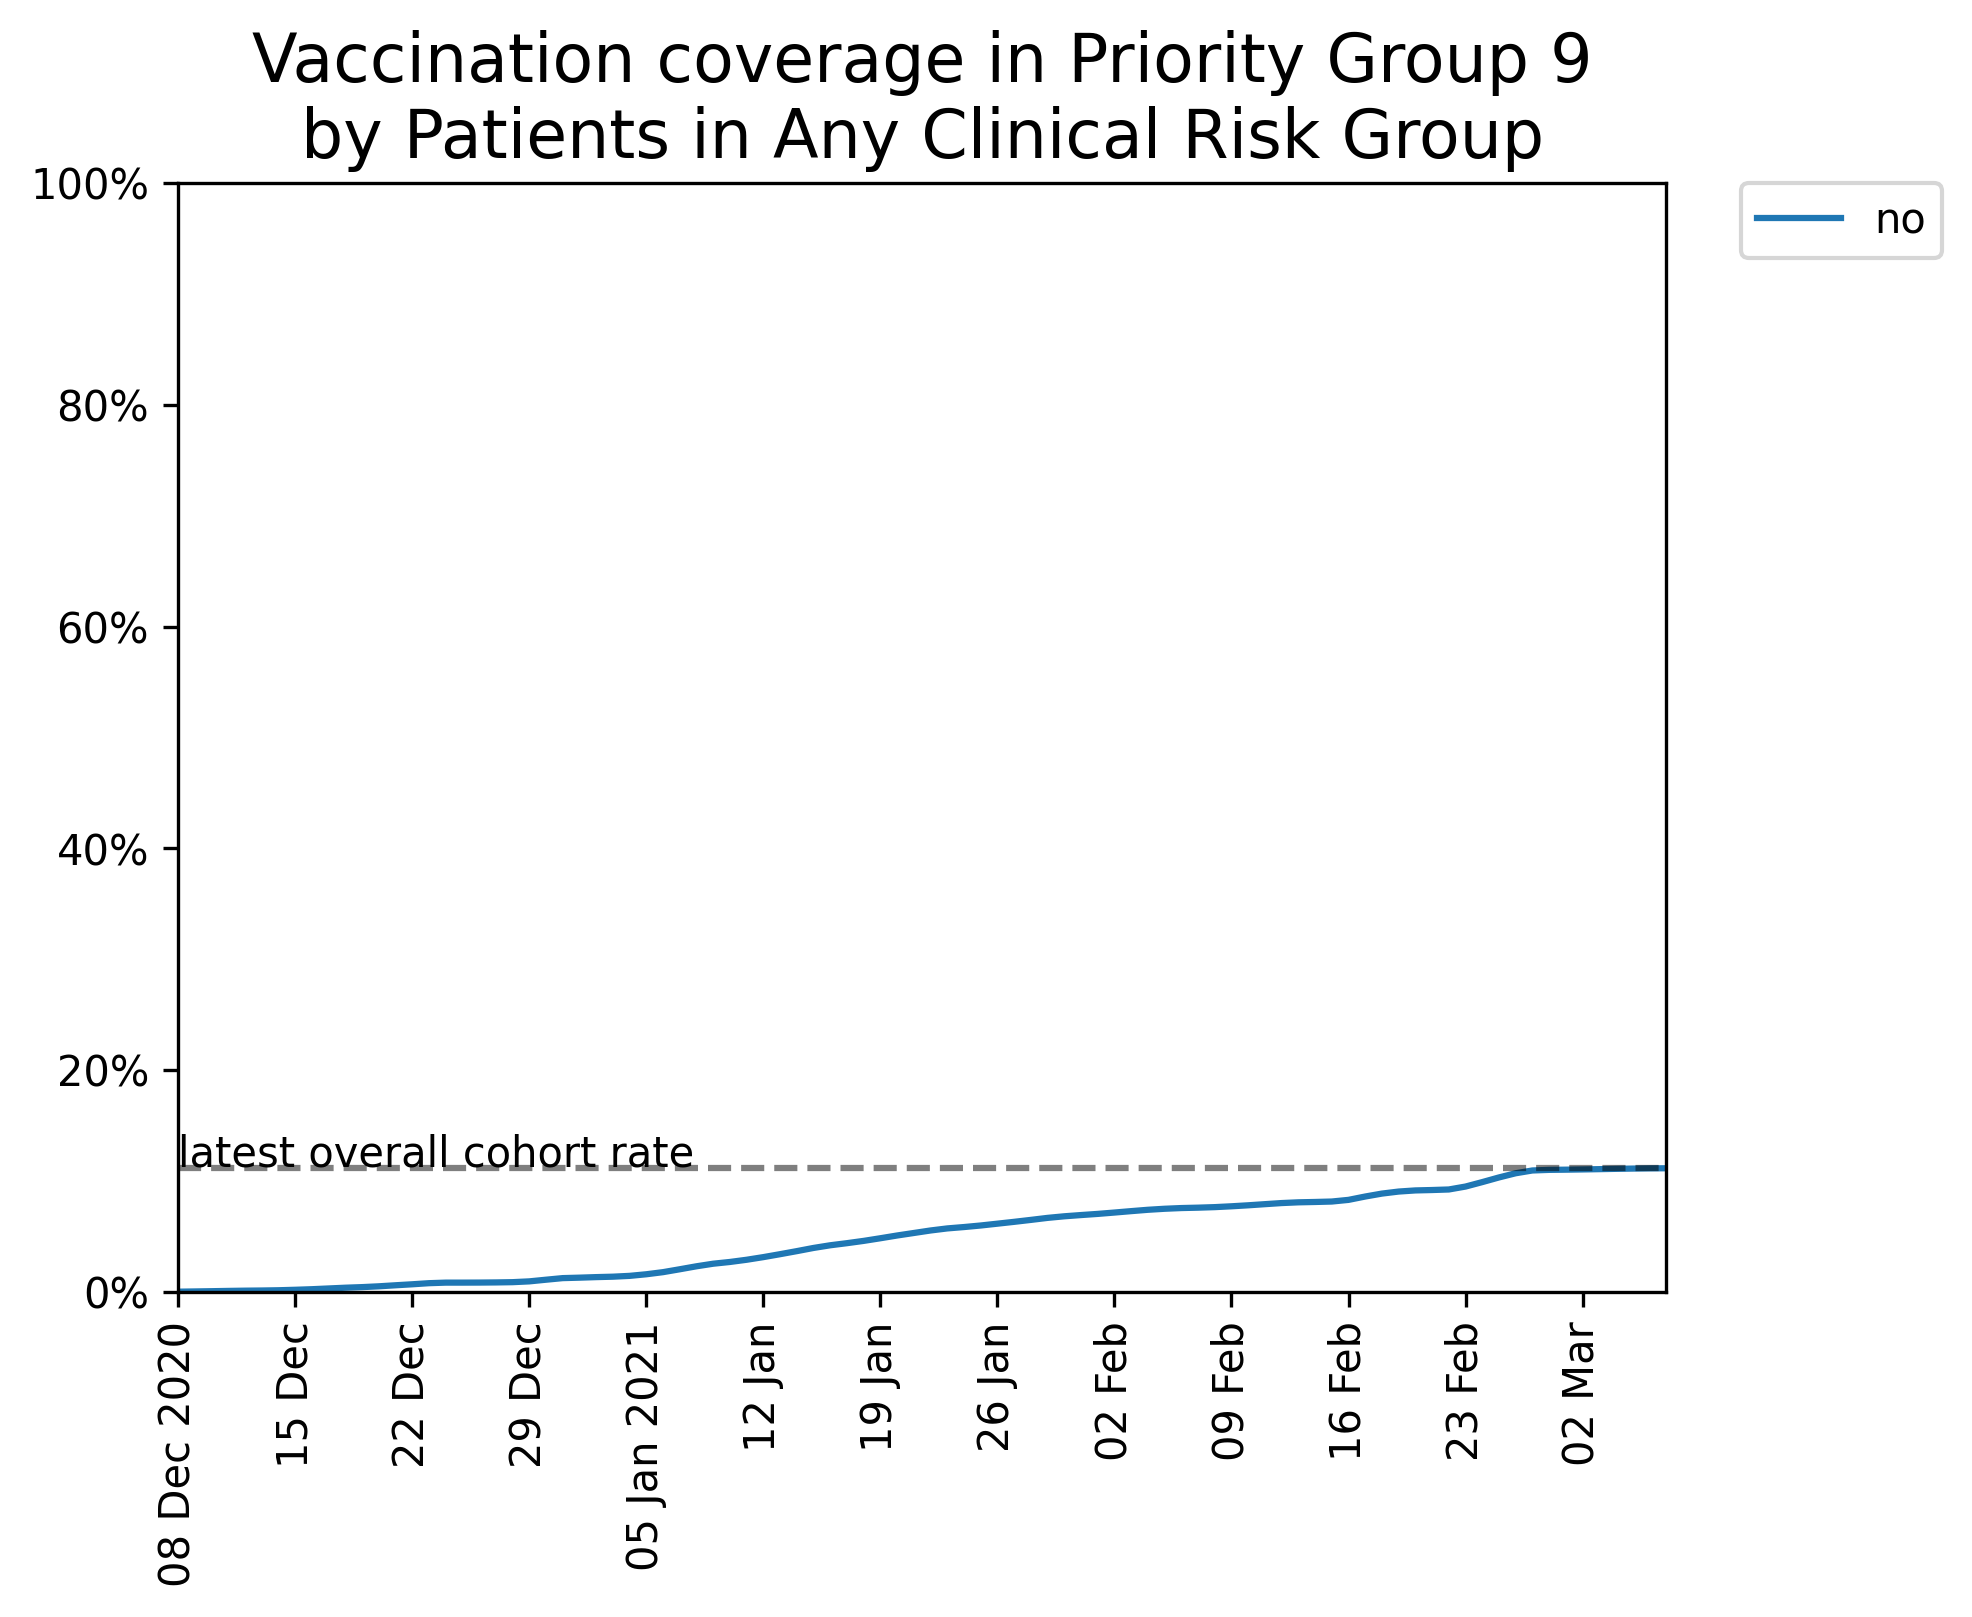 Vaccination coverage in Priority Group 9
by Patients in Any Clinical Risk Group
100%
80%
60%
40%
20%
0%
latest overall cohort rate
no
08 Dec 2020
15 Dec
22 Dec
29 Dec
05 Jan 2021
12 Jan
19 Jan
26 Jan
02 Feb
09 Feb
16 Feb
23 Feb
02 Mar